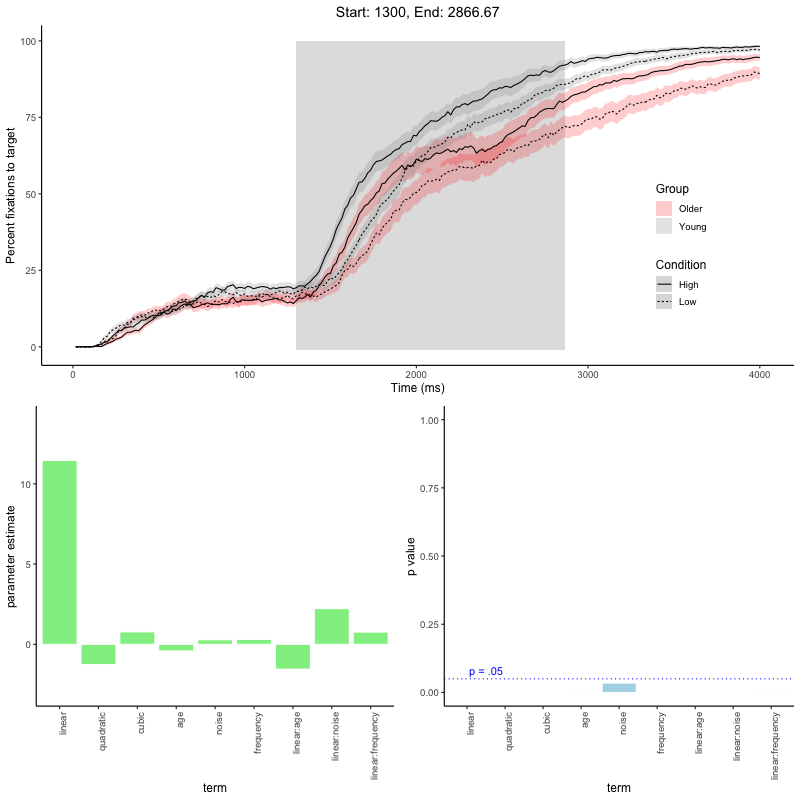 Start: 1300, End: 2866.67
Percent fixations to target
100
75
50
25
0
0
1000
2000
3000
4000
Time (ms)
Group
Older
Young
Condition
High
Low
parameter estimate
10
5
0
linear
quadratic
cubic
age
noise
frequency
linear:age
linear:noise
linear:frequency
term
p value
1.00
0.75
0.50
0.25
0.00
p = .05
linear
quadratic
cubic
age
noise
frequency
linear:age
linear:noise
linear:frequency
term